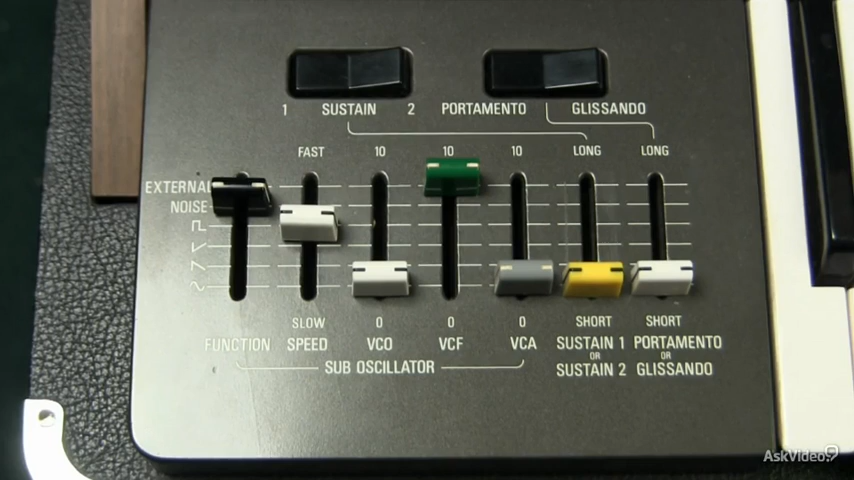 1 SUSTAIN 2 PORTAMENTO GLISSANDO
FAST 10 10 10 LONG LONG
EXTERNAL
NOISE
SLOW 0 0 0 SHORT SHORT
FUNCTION SPEED VCO VCF VCA SUSTAIN 1 PORTAMENTO
OR OR
SUB OSCILLATOR SUSTAIN 2 GLISSANDO
AskVideo